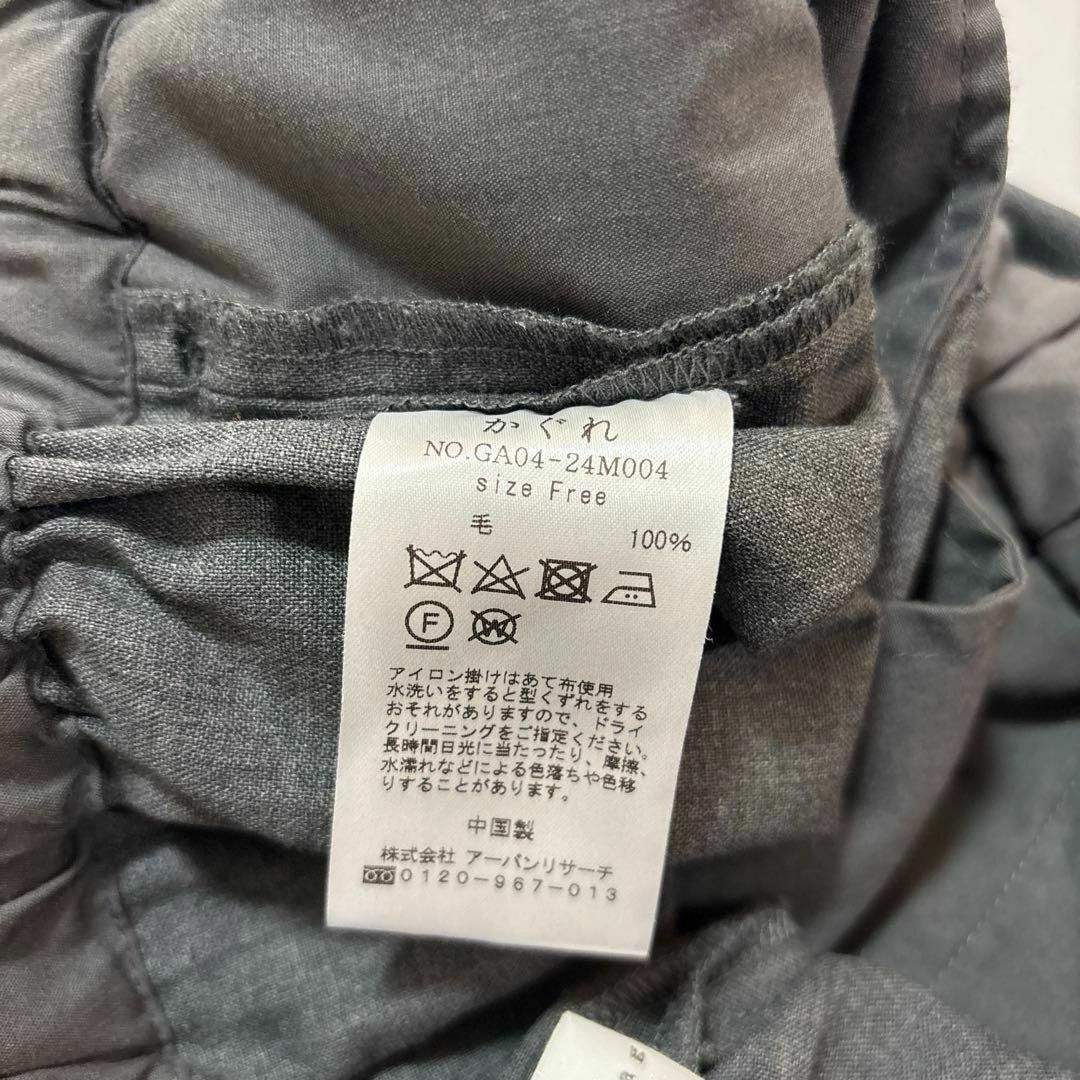 かぐれ
NO.GA04-24M004
size Free
毛 100%
F W
アイロン掛けはあて布使用
水洗いをすると型くずれをする
おそれがありますので、ドライ
クリーニングをご指定ください。
長時間日光に当たったり、摩擦、
水濡れなどによる色落ちや色移
りすることがあります。
中国製
株式会社 アーバンリサーチ
0120-967-013